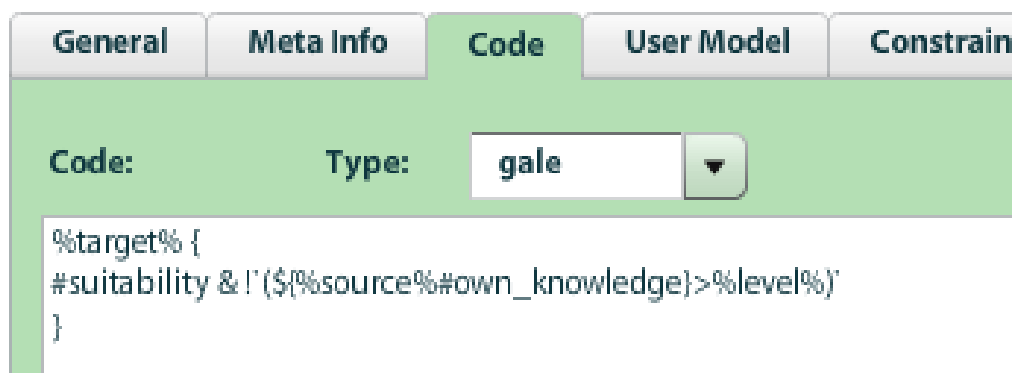 General Meta Info Code User Model Constrain
Code: Type: gale
%target% {
#suitability & !`(${%source%#own_knowledge}>%level%)`
}